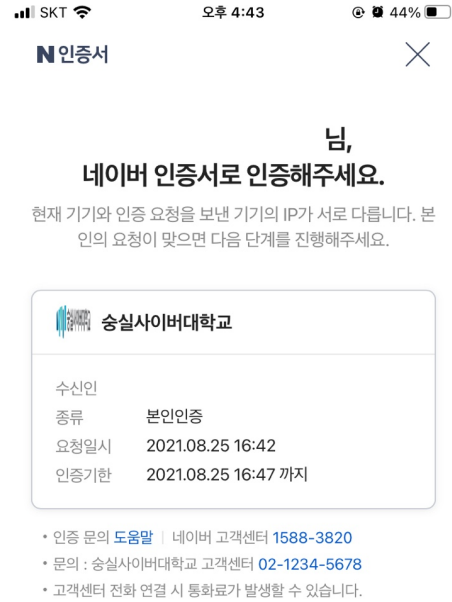 SKT 오후 4:43 44%
N 인증서
님,
네이버 인증서로 인증해주세요.
현재 기기와 인증 요청을 보낸 기기의 IP가 서로 다릅니다. 본
인의 요청이 맞으면 다음 단계를 진행해주세요.
숭실사이버대학교 숭실사이버대학교
수신인
종류 본인인증
요청일시 2021.08.25 16:42
인증기한 2021.08.25 16:47 까지
• 인증 문의 도움말 | 네이버 고객센터 1588-3820
• 문의 : 숭실사이버대학교 고객센터 02-1234-5678
• 고객센터 전화 연결 시 통화료가 발생할 수 있습니다.